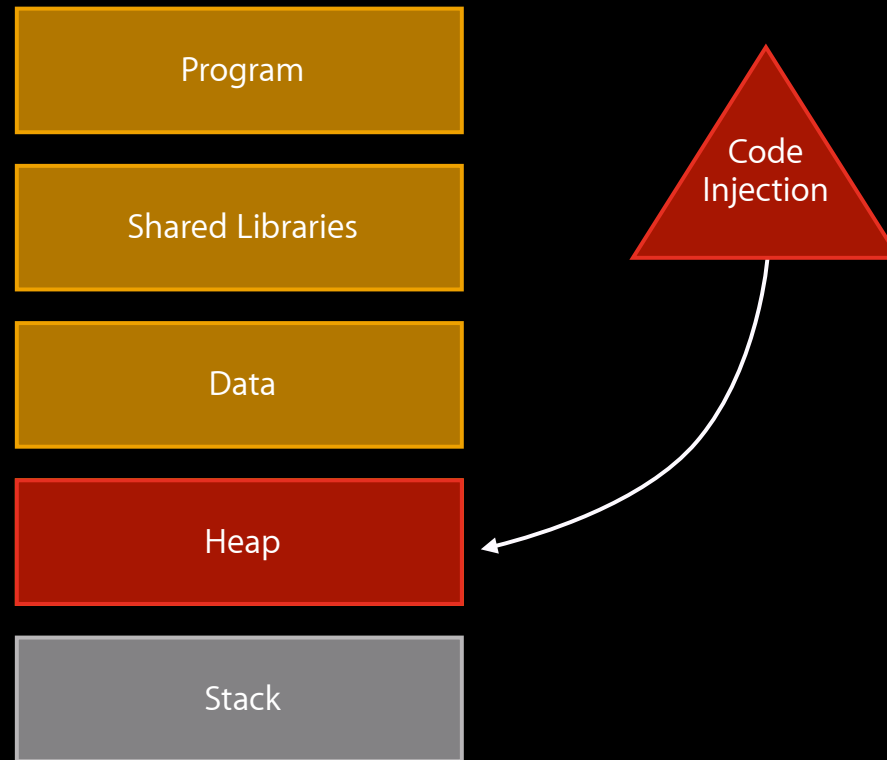 Program
Shared Libraries
Data
Heap
Stack
Code
Injection